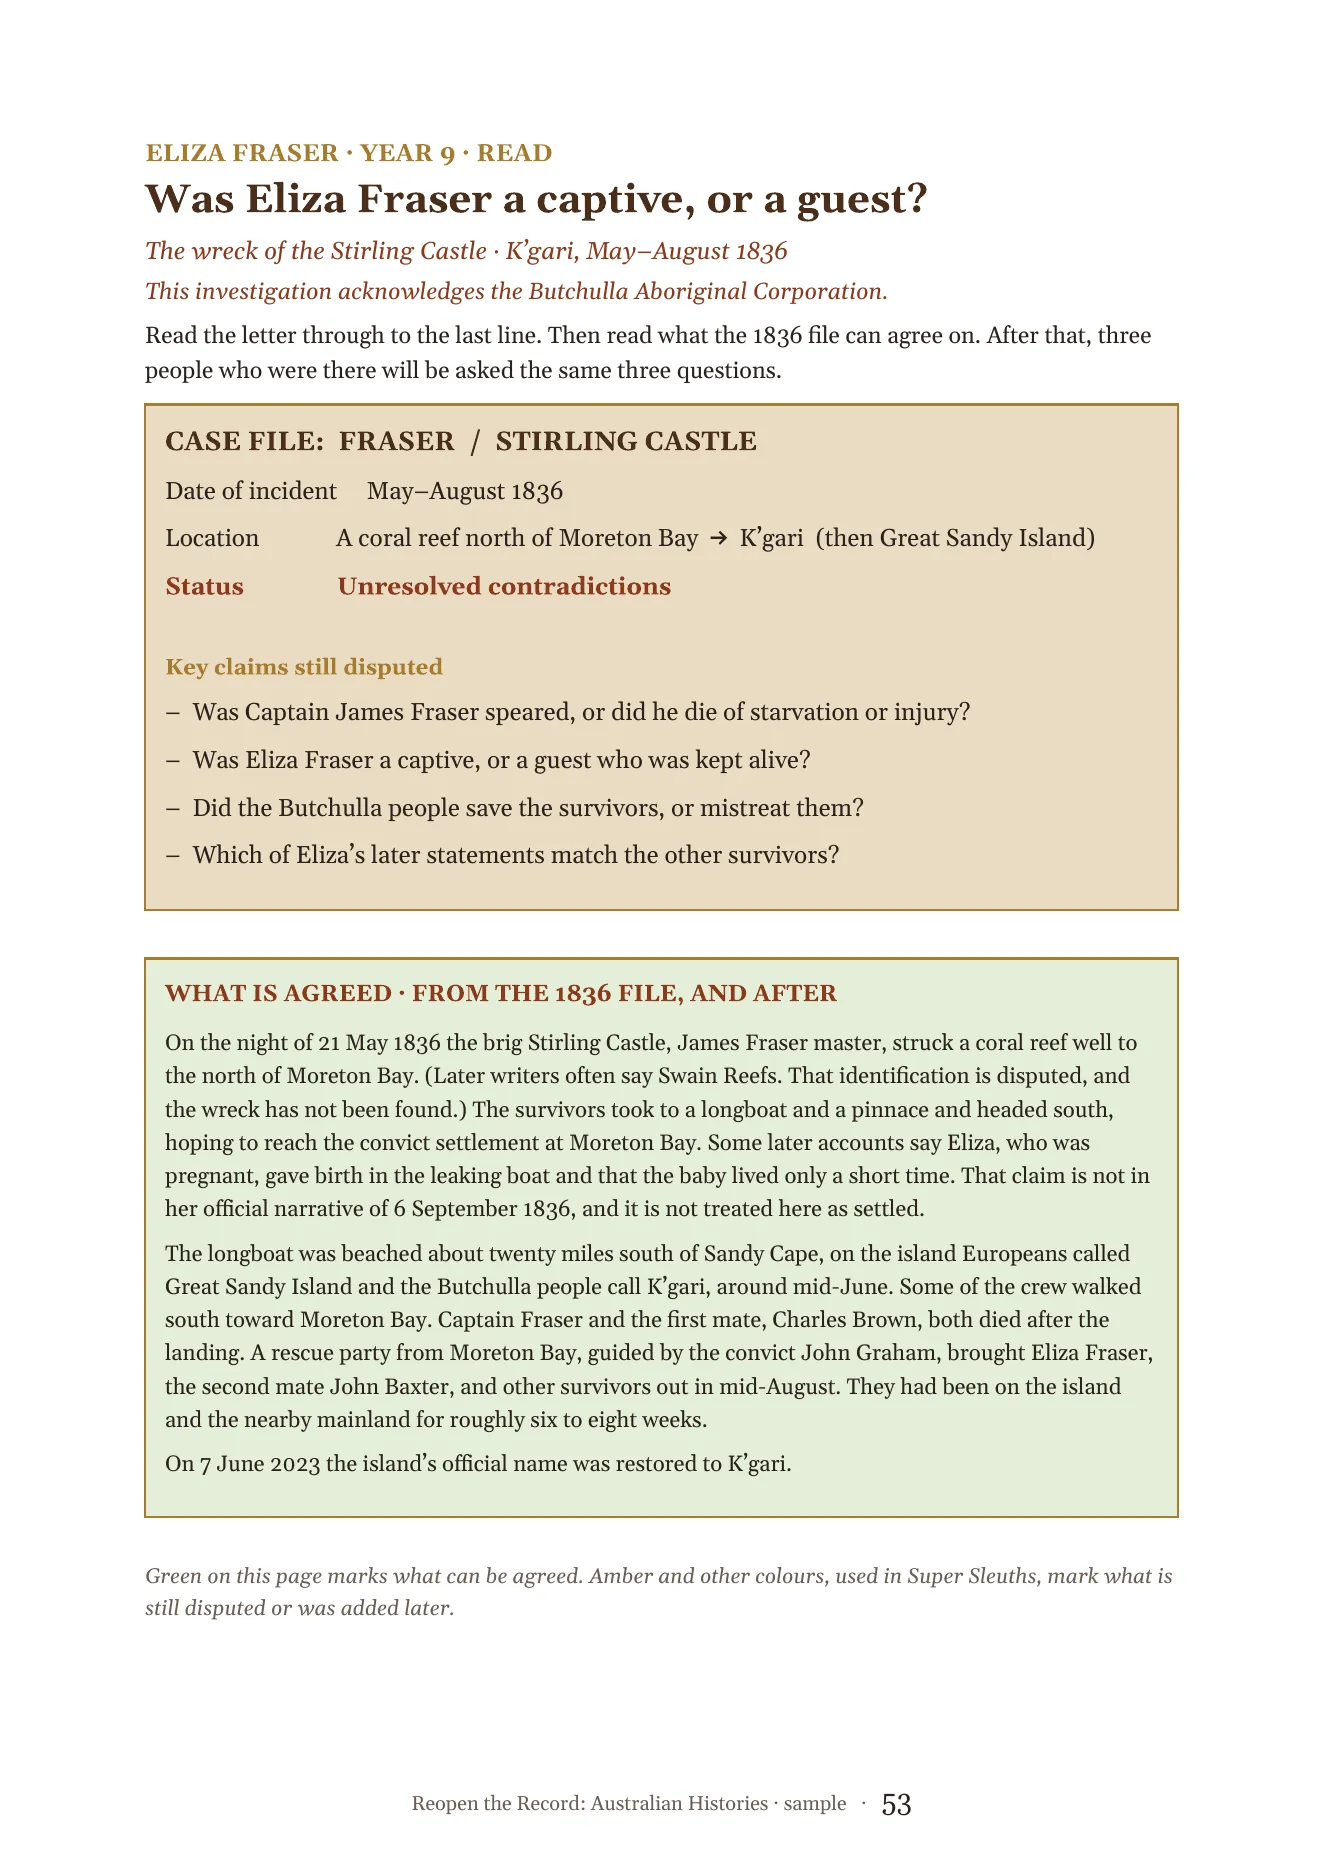 ELIZA FRASER · YEAR 9 · READ
Was Eliza Fraser a captive, or a guest?
The wreck of the Stirling Castle · K’gari, May–August 1836
This investigation acknowledges the Butchulla Aboriginal Corporation.
Read the letter through to the last line. Then read what the 1836 file can agree on. After that, three
people who were there will be asked the same three questions.
CASE FILE: FRASER / STIRLING CASTLE
Date of incident May–August 1836
Location A coral reef north of Moreton Bay → K’gari (then Great Sandy Island)
Status Unresolved contradictions
Key claims still disputed
– Was Captain James Fraser speared, or did he die of starvation or injury?
– Was Eliza Fraser a captive, or a guest who was kept alive?
– Did the Butchulla people save the survivors, or mistreat them?
– Which of Eliza’s later statements match the other survivors?
WHAT IS AGREED · FROM THE 1836 FILE, AND AFTER
On the night of 21 May 1836 the brig Stirling Castle, James Fraser master, struck a coral reef well to
the north of Moreton Bay. (Later writers often say Swain Reefs. That identification is disputed, and
the wreck has not been found.) The survivors took to a longboat and a pinnace and headed south,
hoping to reach the convict settlement at Moreton Bay. Some later accounts say Eliza, who was
pregnant, gave birth in the leaking boat and that the baby lived only a short time. That claim is not in
her official narrative of 6 September 1836, and it is not treated here as settled.
The longboat was beached about twenty miles south of Sandy Cape, on the island Europeans called
Great Sandy Island and the Butchulla people call K’gari, around mid-June. Some of the crew walked
south toward Moreton Bay. Captain Fraser and the first mate, Charles Brown, both died after the
landing. A rescue party from Moreton Bay, guided by the convict John Graham, brought Eliza Fraser,
the second mate John Baxter, and other survivors out in mid-August. They had been on the island
and the nearby mainland for roughly six to eight weeks.
On 7 June 2023 the island’s official name was restored to K’gari.
Green on this page marks what can be agreed. Amber and other colours, used in Super Sleuths, mark what is
still disputed or was added later.
Reopen the Record: Australian Histories · sample · 53